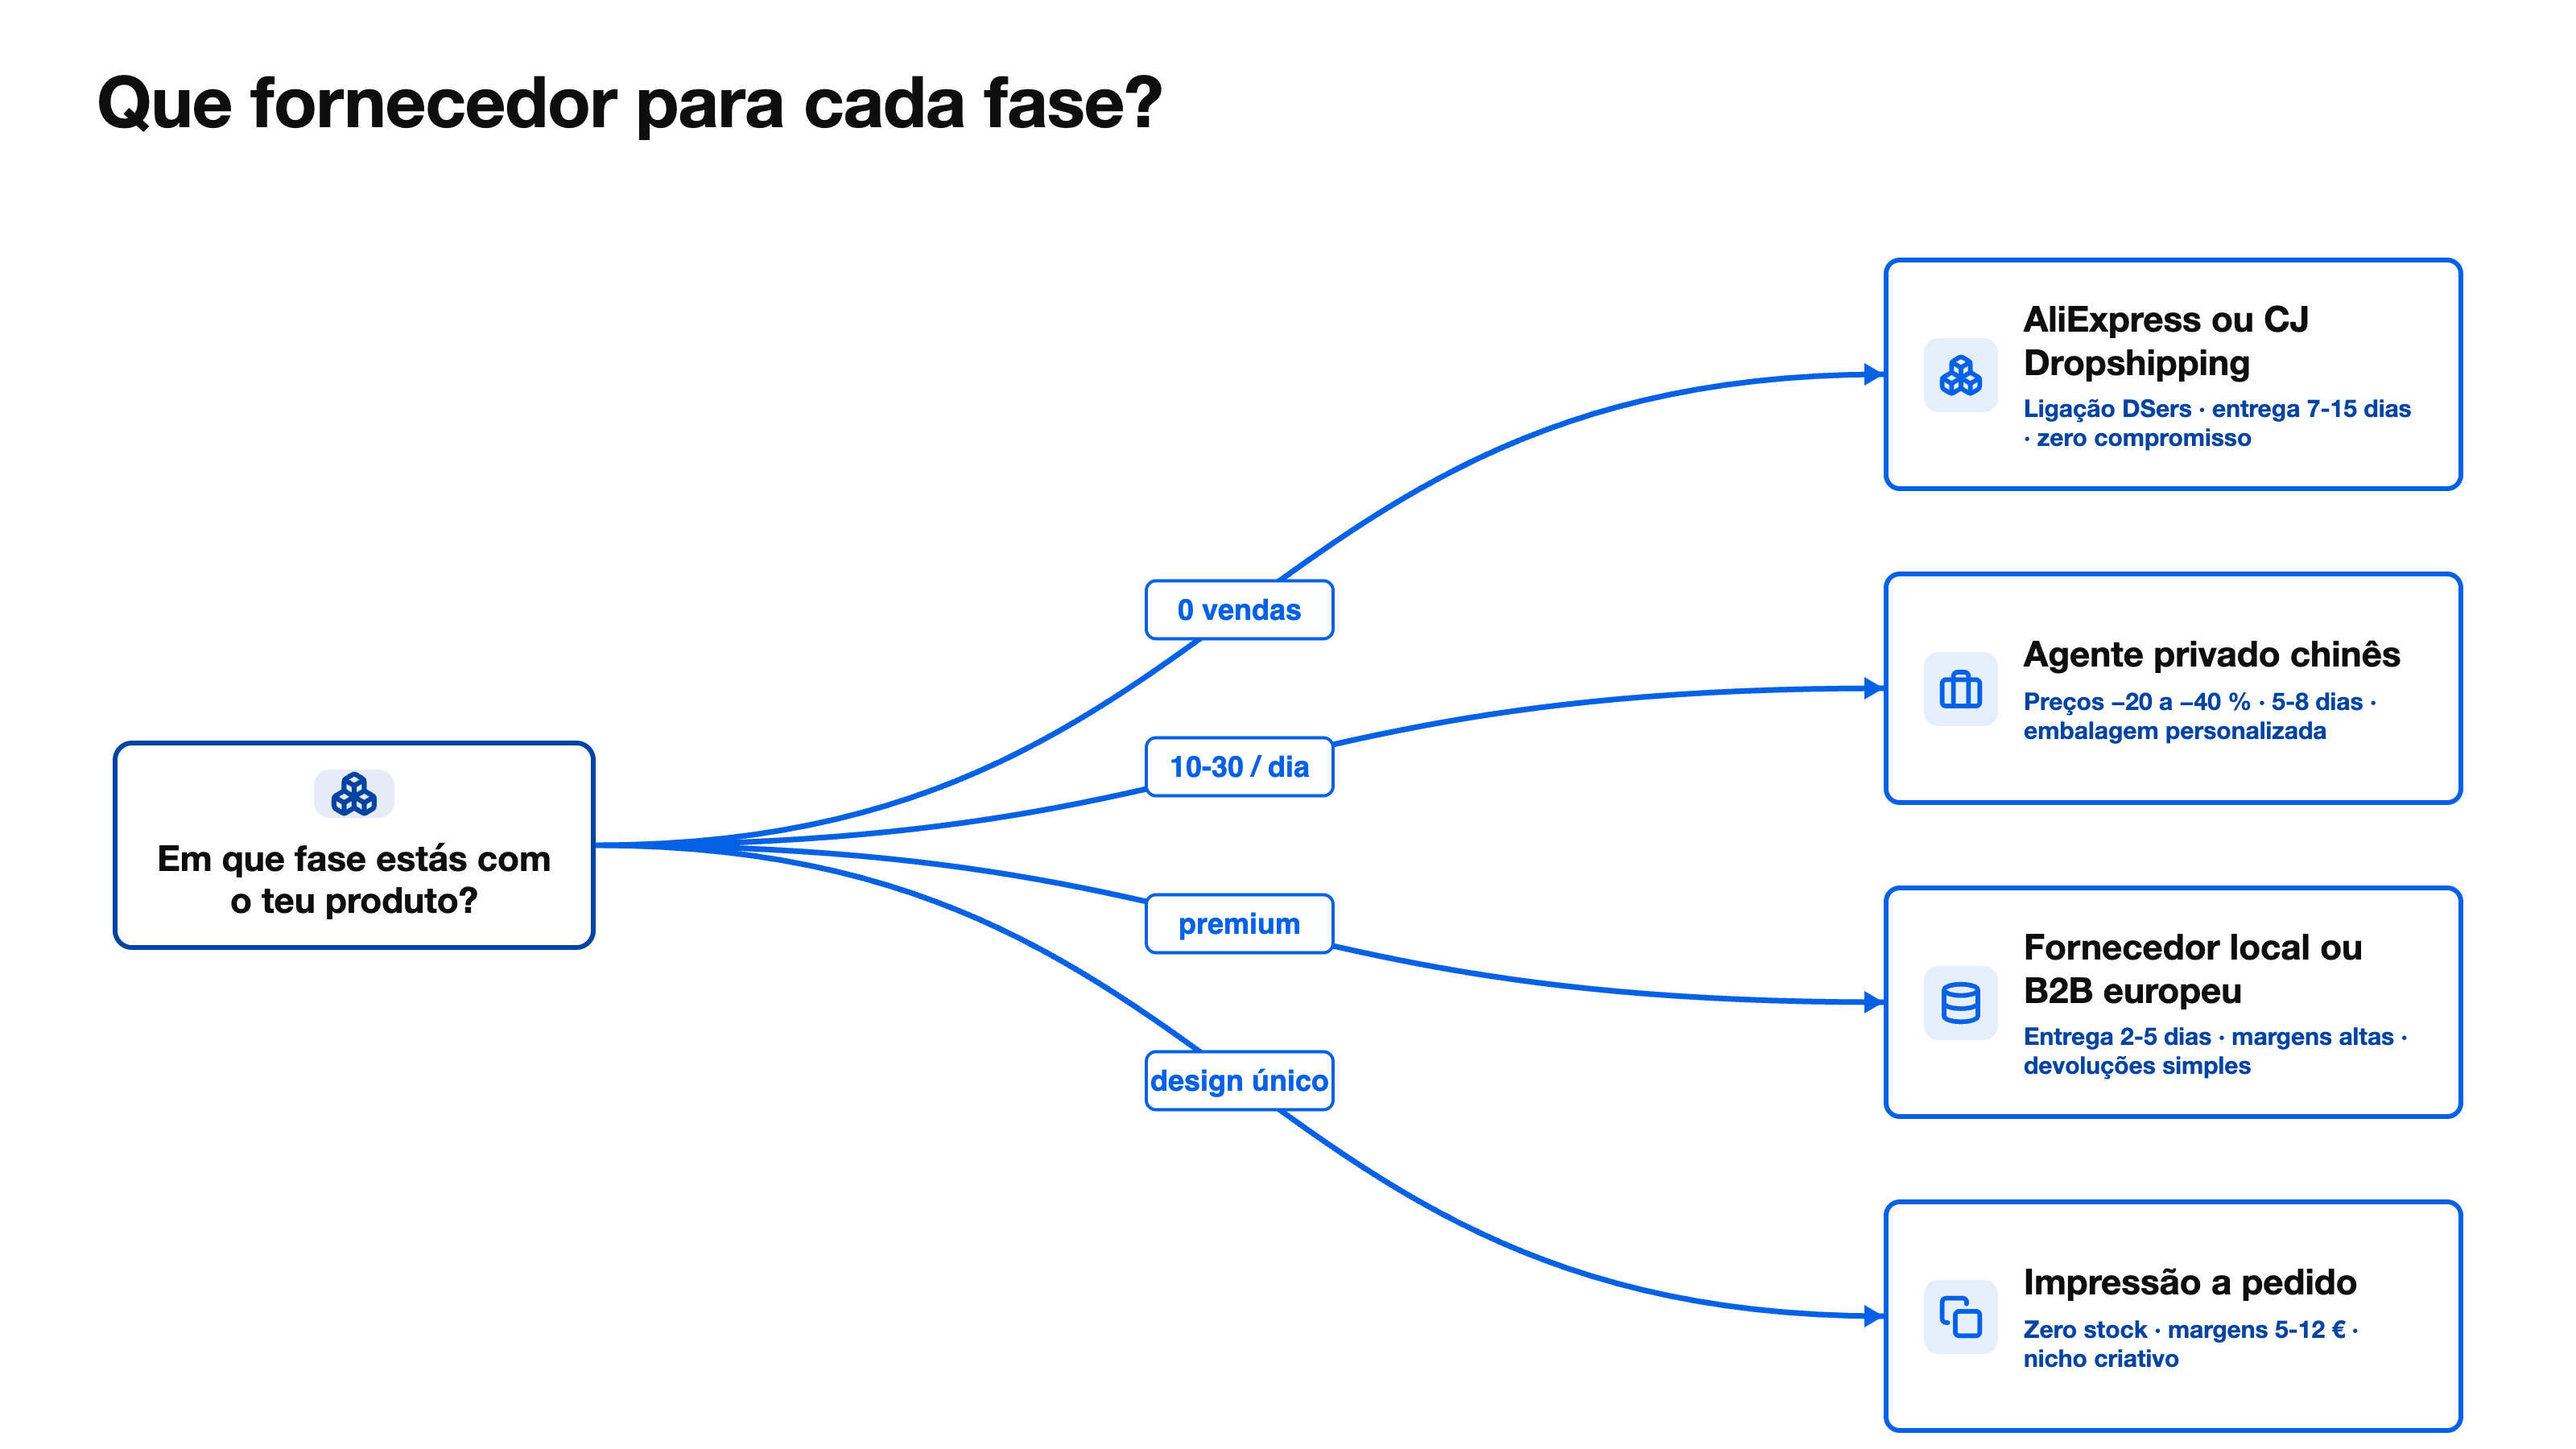 Que fornecedor para cada fase?
Em que fase estás com
o teu produto?
0 vendas
10-30 / dia
premium
design único
AliExpress ou CJ
Dropshipping
Ligação DSers · entrega 7-15 dias
· zero compromisso
Agente privado chinês
Preços −20 a −40 % · 5-8 dias ·
embalagem personalizada
Fornecedor local ou
B2B europeu
Entrega 2-5 dias · margens altas ·
devoluções simples
Impressão a pedido
Zero stock · margens 5-12 € ·
nicho criativo